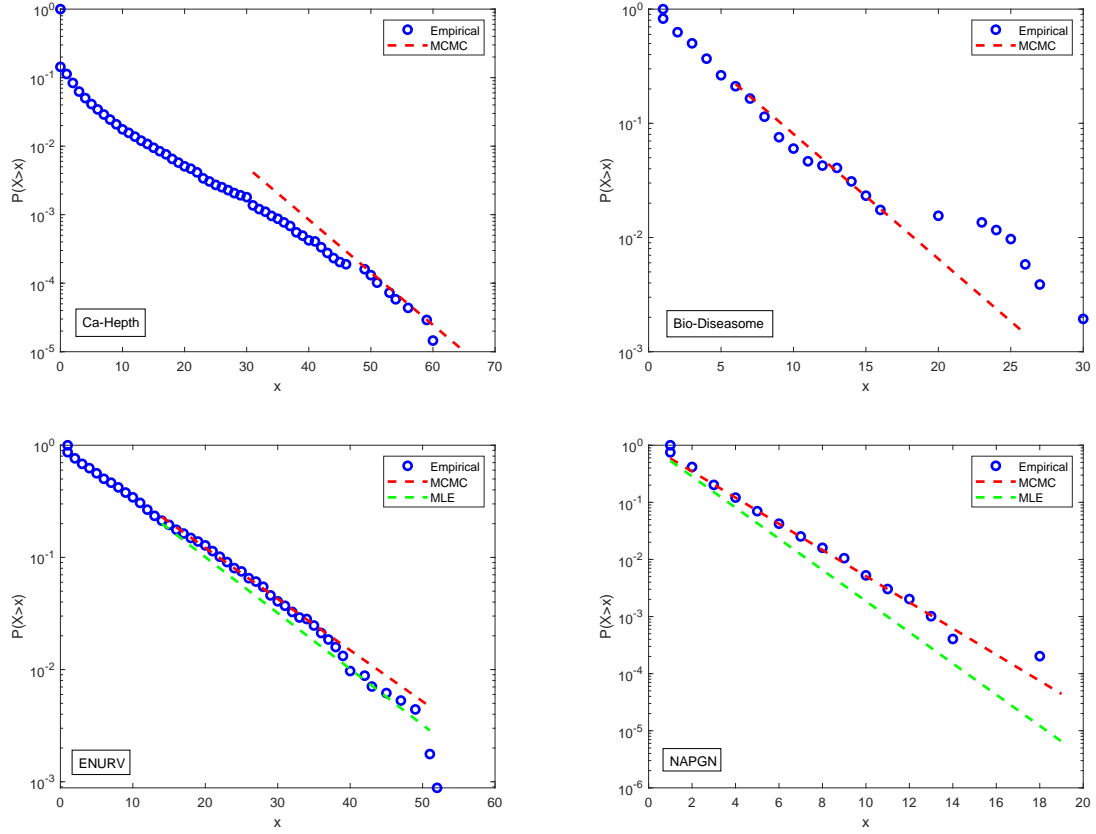 10^0
10^-1
10^-2
10^-3
10^-4
10^-5
P(X>x)
0 10 20 30 40 50 60 70
x
Empirical
MCMC
Ca-Hepth
10^0
10^-1
10^-2
10^-3
P(X>x)
0 5 10 15 20 25 30
x
Empirical
MCMC
Bio-Diseasome
10^0
10^-1
10^-2
10^-3
P(X>x)
0 10 20 30 40 50 60
x
Empirical
MCMC
MLE
ENURV
10^0
10^-1
10^-2
10^-3
10^-4
10^-5
10^-6
P(X>x)
0 2 4 6 8 10 12 14 16 18 20
x
Empirical
MCMC
MLE
NAPGN